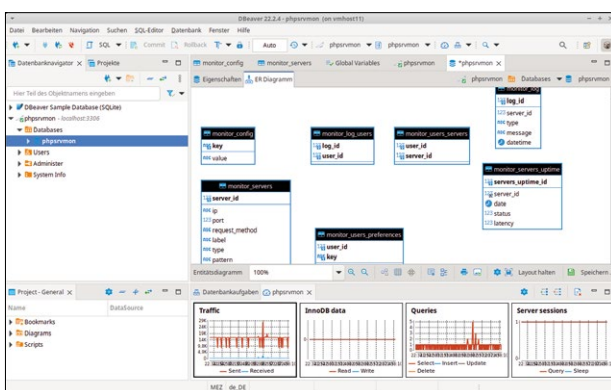 DBeaver 22.2.4 - phpsrvmon (on vmhost11)
Datei Bearbeiten Navigation Suchen SQL-Editor Datenbank Fenster Hilfe
SQL Commit Rollback Auto phpsrvmon phpsrvmon
Datenbanknavigator Projekte
Hier Teil des Objektnamens eingeben
DBeaver Sample Database (SQLite)
phpsrvmon - localhost:3306
Databases
phpsrvmon
Users
Administer
System Info
monitor_config monitor_servers Global Variables phpsrvmon *phpsrvmon
Eigenschaften ER Diagramm phpsrvmon Databases phpsrvmon
monitor_log
log_id
server_id
type
message
datetime
monitor_config
key
value
monitor_log_users
log_id
user_id
monitor_users_servers
user_id
server_id
monitor_servers_uptime
servers_uptime_id
server_id
date
status
latency
monitor_servers
server_id
ip
port
request_method
label
type
pattern
monitor_users_preferences
user_id
key
Entitätsdiagramm 100% Layout halten Speichern
Project - General
Name DataSource
Bookmarks
Diagrams
Scripts
Datenbankaufgaben phpsrvmon
Traffic
Sent Received
InnoDB data
Read Write
Queries
Select Insert Update
Delete
Server sessions
Query Sleep
MEZ de_DE